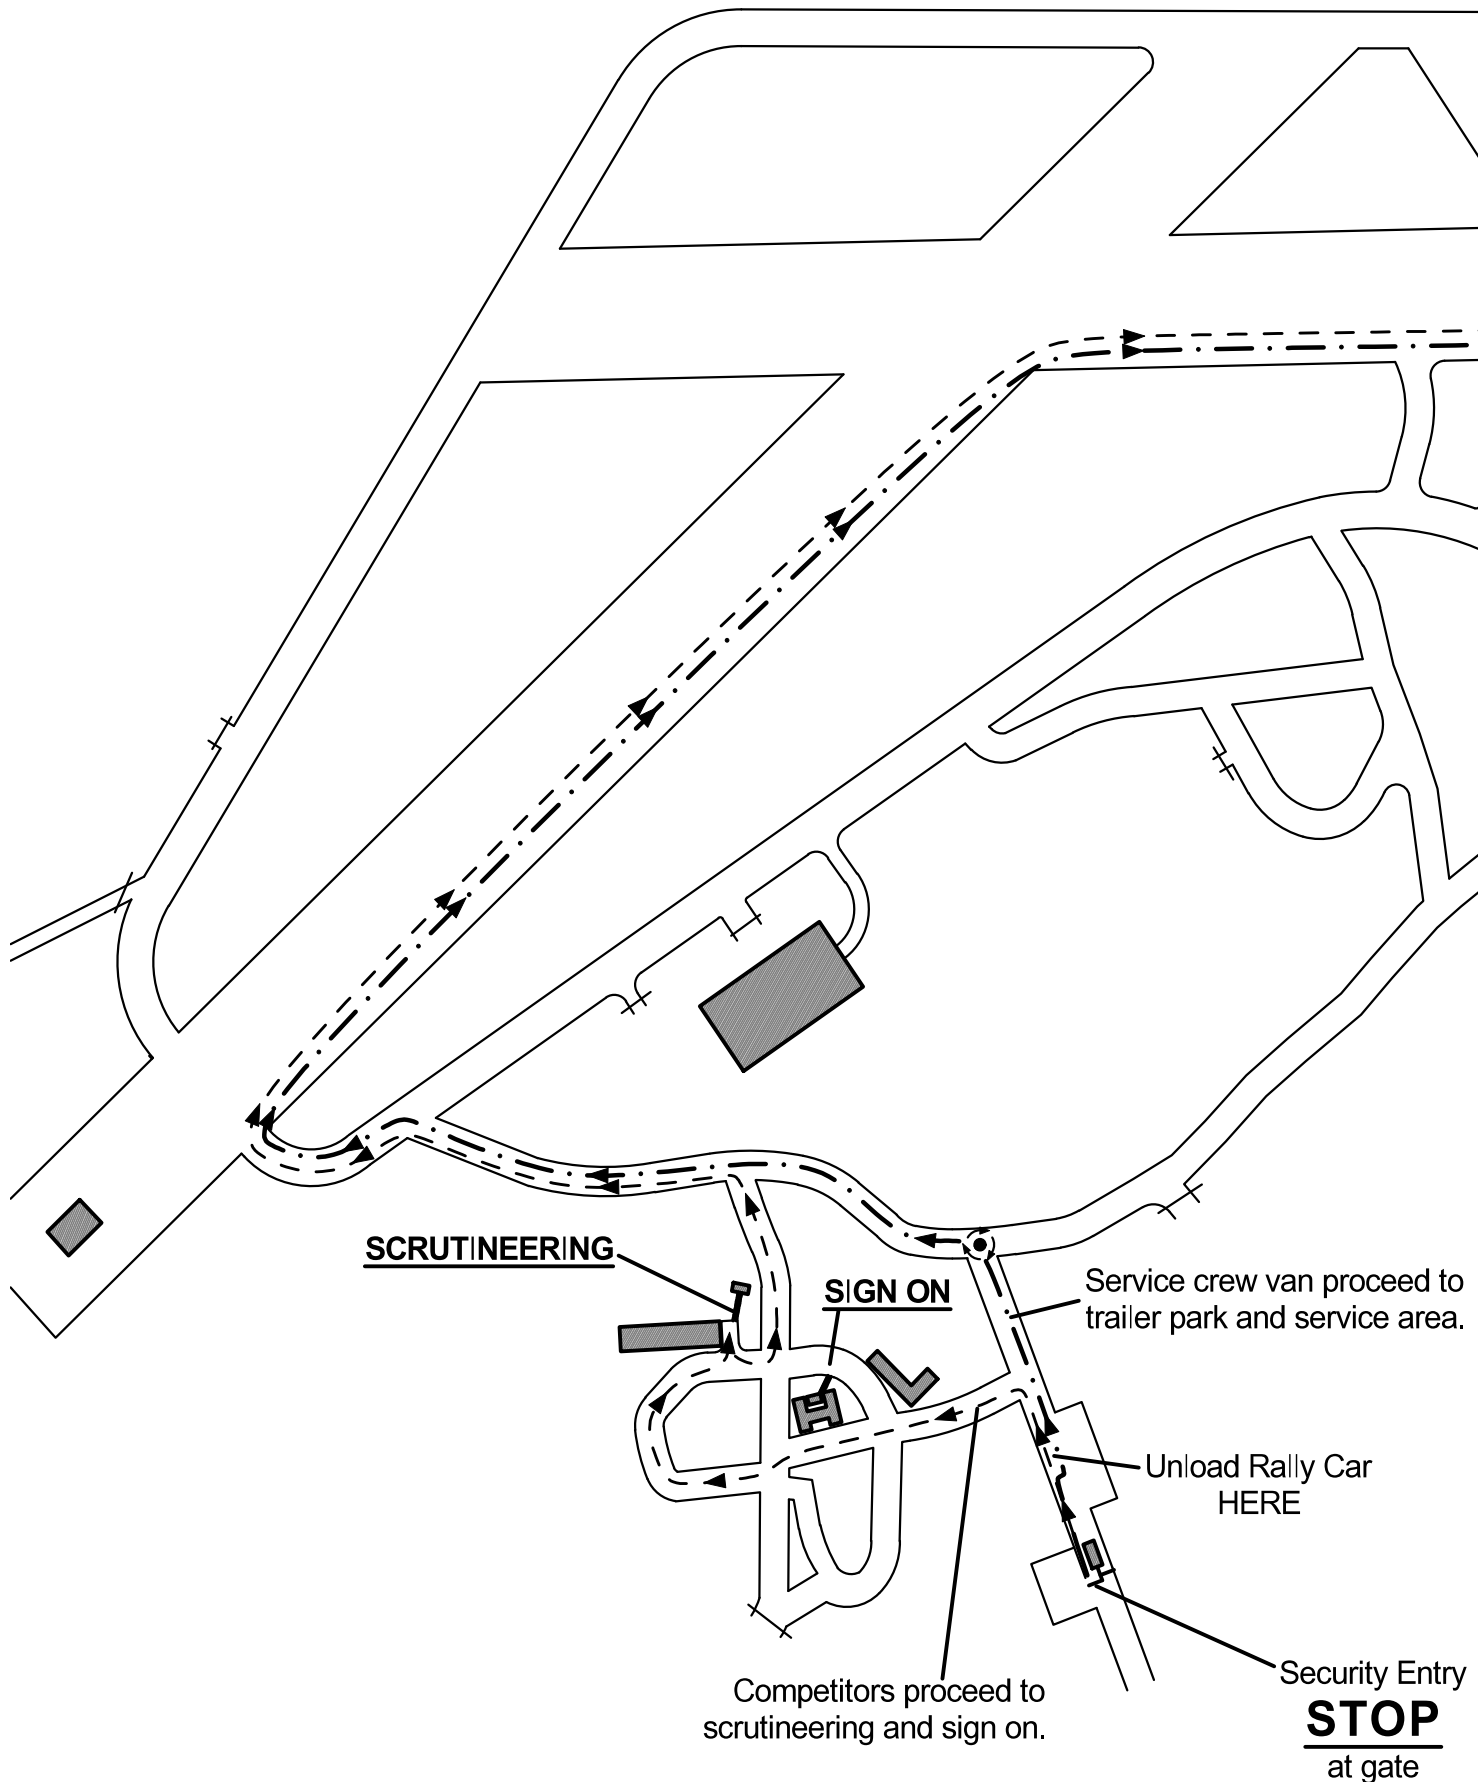 SCRUTINEERING
SIGN ON
Service crew van proceed to
trailer park and service area.
Unload Rally Car
HERE
Competitors proceed to
scrutineering and sign on.
Security Entry
STOP
at gate